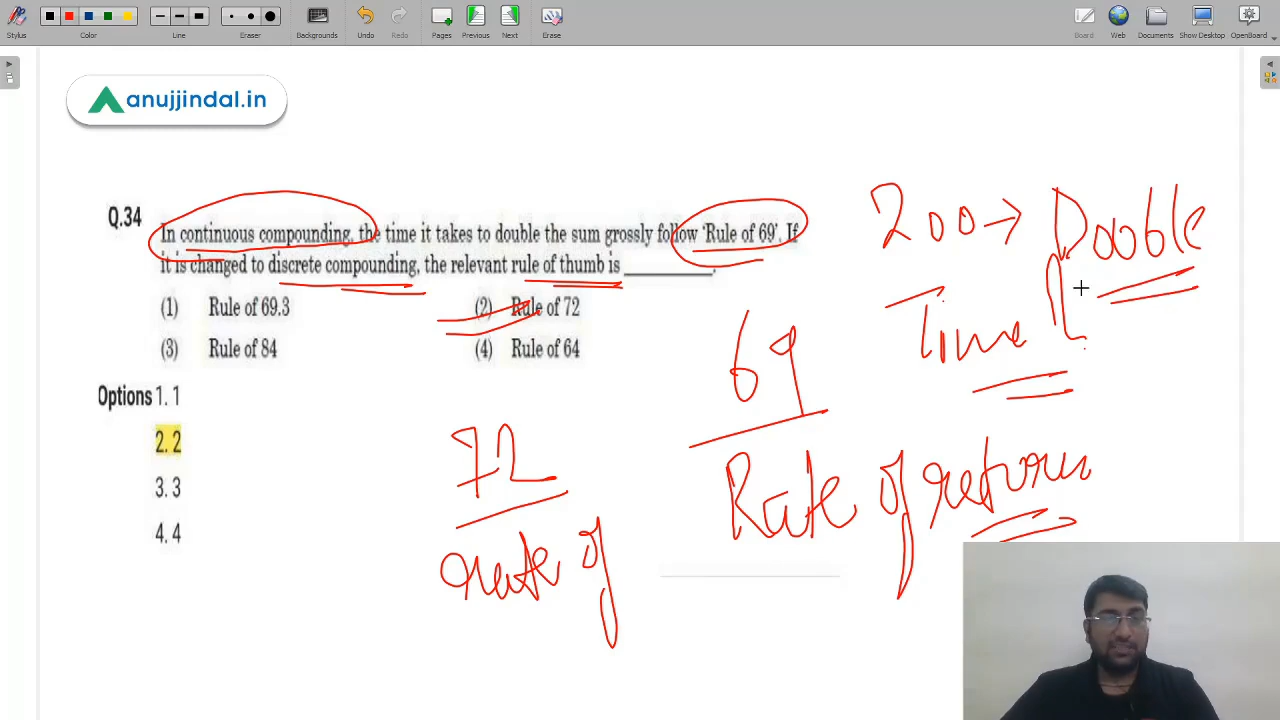 Stylus
Color
Line
Eraser
Backgrounds
Undo
Redo
Pages
Previous
Next
Erase
Board
Web
Documents
Show Desktop
OpenBoard
anujjindal.in
Q.34
In continuous compounding, the time it takes to double the sum grossly follow 'Rule of 69'. If
it is changed to discrete compounding, the relevant rule of thumb is ________.
(1) Rule of 69.3
(2) Rule of 72
(3) Rule of 84
(4) Rule of 64
Options 1. 1
2. 2
3. 3
4. 4
200 → Double
Time
69
Rate of return
72
rate of